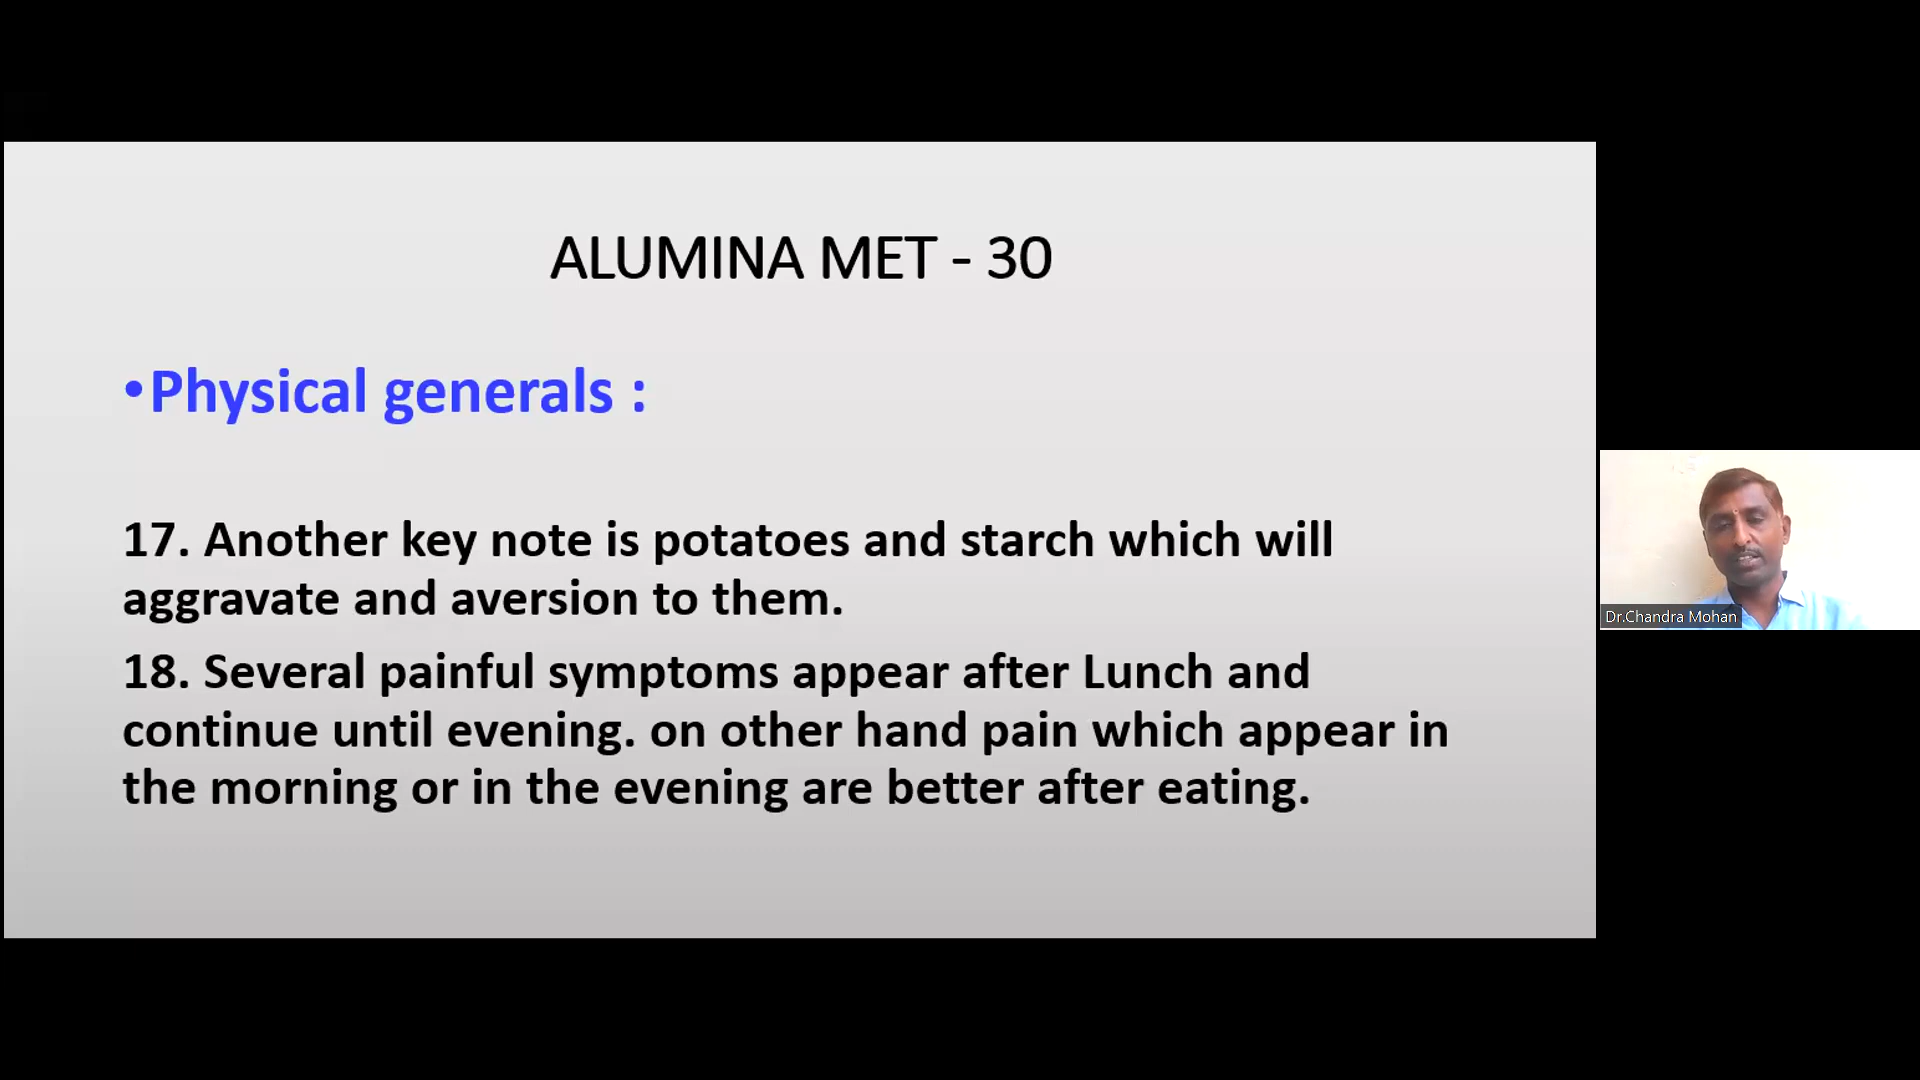 ALUMINA MET - 30
•Physical generals :
17. Another key note is potatoes and starch which will
aggravate and aversion to them.
18. Several painful symptoms appear after Lunch and
continue until evening. on other hand pain which appear in
the morning or in the evening are better after eating.
Dr.Chandra Mohan